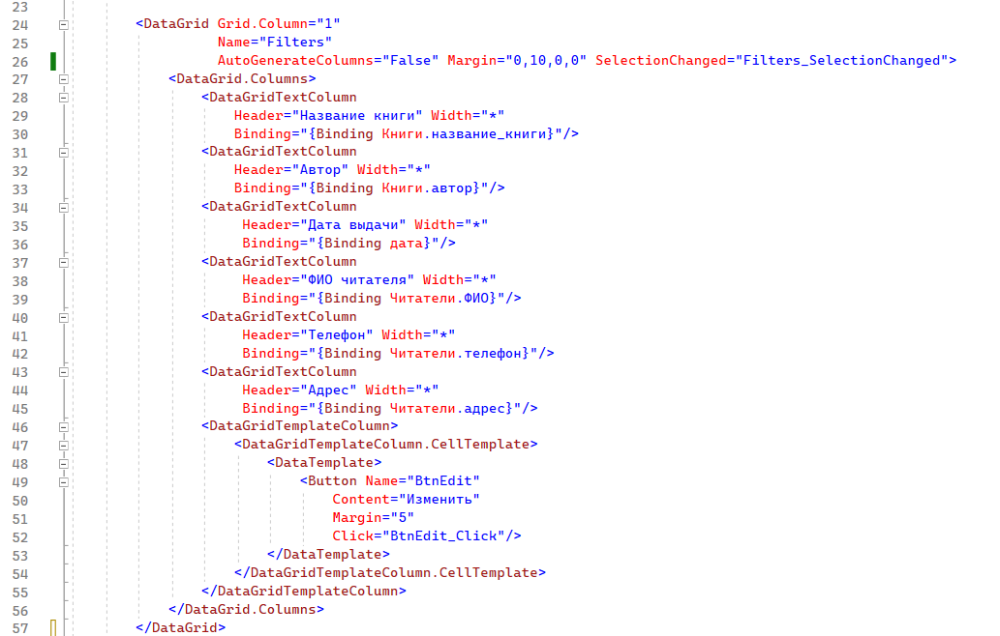 23
24 <DataGrid Grid.Column="1"
25 Name="Filters"
26 AutoGenerateColumns="False" Margin="0,10,0,0" SelectionChanged="Filters_SelectionChanged">
27 <DataGrid.Columns>
28 <DataGridTextColumn
29 Header="Название книги" Width="*"
30 Binding="{Binding Книги.название_книги}"/>
31 <DataGridTextColumn
32 Header="Автор" Width="*"
33 Binding="{Binding Книги.автор}"/>
34 <DataGridTextColumn
35 Header="Дата выдачи" Width="*"
36 Binding="{Binding дата}"/>
37 <DataGridTextColumn
38 Header="ФИО читателя" Width="*"
39 Binding="{Binding Читатели.ФИО}"/>
40 <DataGridTextColumn
41 Header="Телефон" Width="*"
42 Binding="{Binding Читатели.телефон}"/>
43 <DataGridTextColumn
44 Header="Адрес" Width="*"
45 Binding="{Binding Читатели.адрес}"/>
46 <DataGridTemplateColumn>
47 <DataGridTemplateColumn.CellTemplate>
48 <DataTemplate>
49 <Button Name="BtnEdit"
50 Content="Изменить"
51 Margin="5"
52 Click="BtnEdit_Click"/>
53 </DataTemplate>
54 </DataGridTemplateColumn.CellTemplate>
55 </DataGridTemplateColumn>
56 </DataGrid.Columns>
57 </DataGrid>